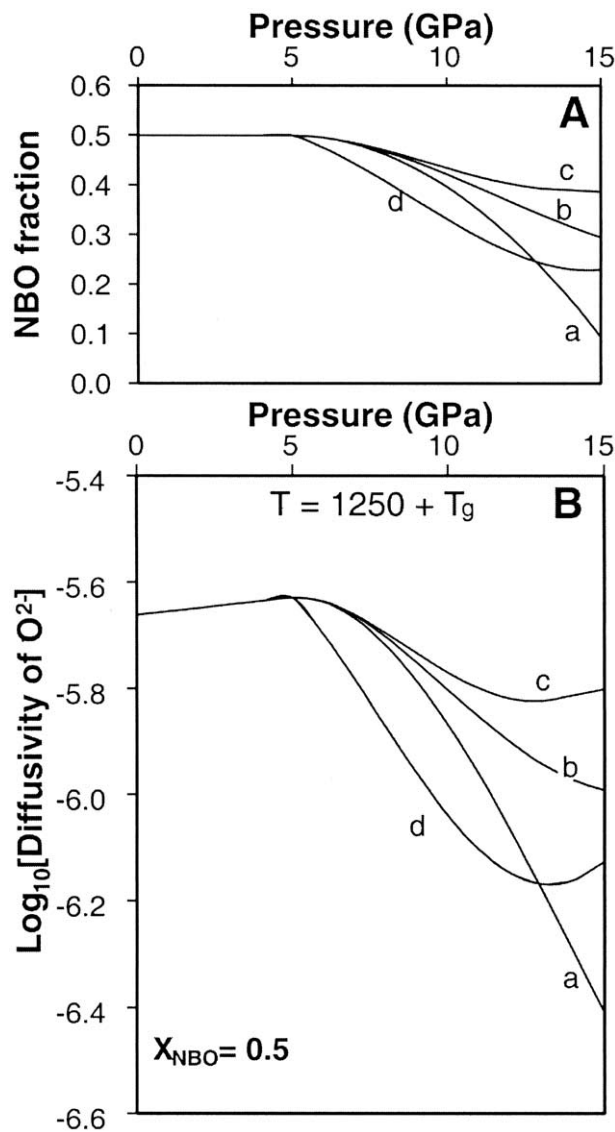 Pressure (GPa)
0 5 10 15
0.6
0.5
0.4
0.3
0.2
0.1
0.0
NBO fraction
A
c
b
d
a
Pressure (GPa)
0 5 10 15
-5.4
-5.6
-5.8
-6.0
-6.2
-6.4
-6.6
Log₁₀[Diffusivity of O²⁻]
T = 1250 + Tg
B
c
b
d
a
X_NBO= 0.5